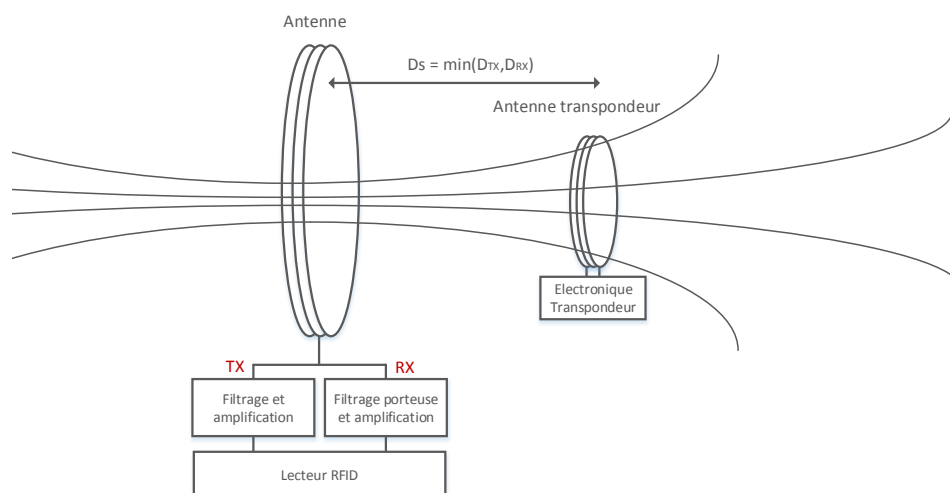 Antenne
Ds = min(DTX,DRX)
Antenne transpondeur
Electronique
Transpondeur
TX
RX
Filtrage et
amplification
Filtrage porteuse
et amplification
Lecteur RFID